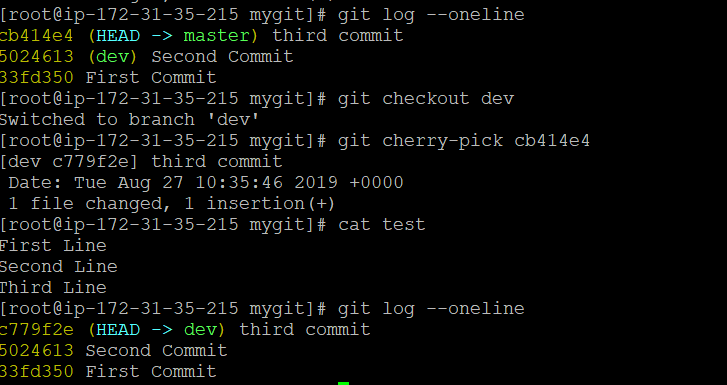 [root@ip-172-31-35-215 mygit]# git log --oneline
cb414e4 (HEAD -> master) third commit
5024613 (dev) Second Commit
33fd350 First Commit
[root@ip-172-31-35-215 mygit]# git checkout dev
Switched to branch 'dev'
[root@ip-172-31-35-215 mygit]# git cherry-pick cb414e4
[dev c779f2e] third commit
 Date: Tue Aug 27 10:35:46 2019 +0000
 1 file changed, 1 insertion(+)
[root@ip-172-31-35-215 mygit]# cat test
First Line
Second Line
Third Line
[root@ip-172-31-35-215 mygit]# git log --oneline
c779f2e (HEAD -> dev) third commit
5024613 Second Commit
33fd350 First Commit